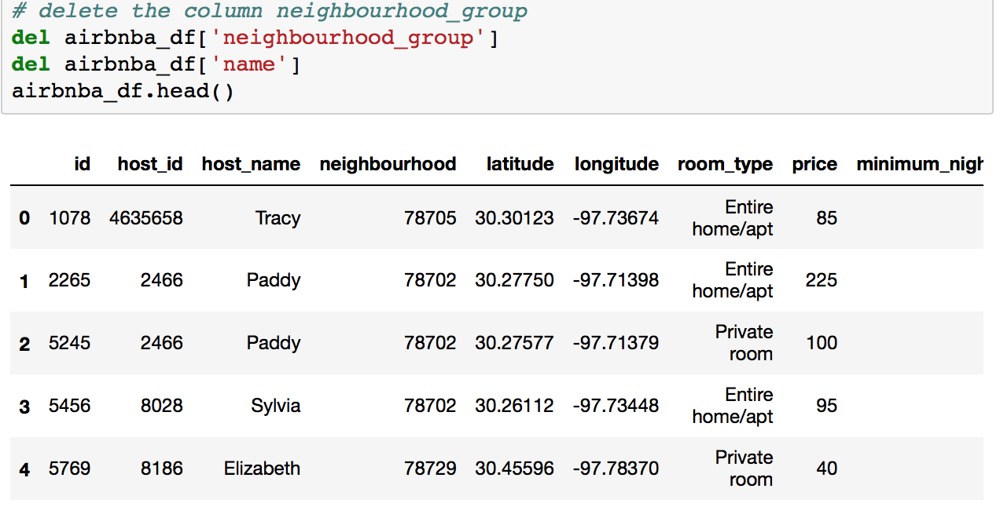 # delete the column neighbourhood_group
del airbnba_df['neighbourhood_group']
del airbnba_df['name']
airbnba_df.head()
id host_id host_name neighbourhood latitude longitude room_type price minimum_nigh
0 1078 4635658 Tracy 78705 30.30123 -97.73674 Entire home/apt 85
1 2265 2466 Paddy 78702 30.27750 -97.71398 Entire home/apt 225
2 5245 2466 Paddy 78702 30.27577 -97.71379 Private room 100
3 5456 8028 Sylvia 78702 30.26112 -97.73448 Entire home/apt 95
4 5769 8186 Elizabeth 78729 30.45596 -97.78370 Private room 40